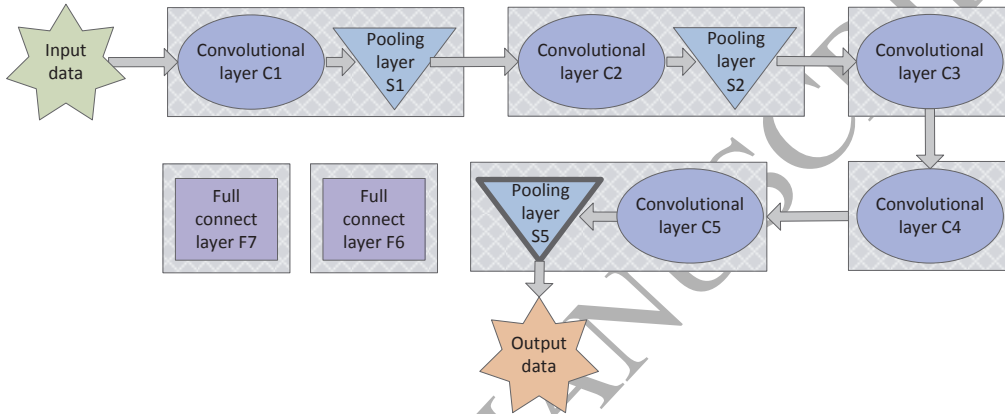 Input
data
Convolutional
layer C1
Pooling
layer
S1
Convolutional
layer C2
Pooling
layer
S2
Convolutional
layer C3
Full
connect
layer F7
Full
connect
layer F6
Pooling
layer
S5
Convolutional
layer C5
Convolutional
layer C4
Output
data